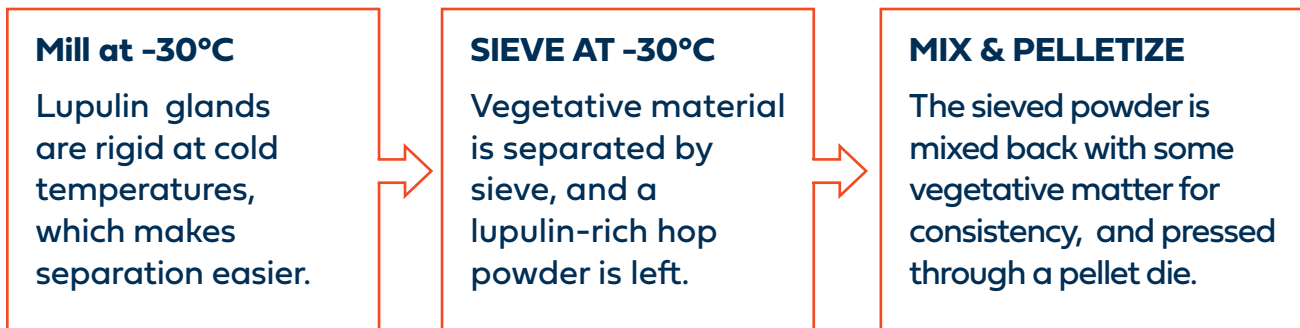 Mill at -30°C
Lupulin glands
are rigid at cold
temperatures,
which makes
separation easier.
SIEVE AT -30°C
Vegetative material
is separated by
sieve, and a
lupulin-rich hop
powder is left.
MIX & PELLETIZE
The sieved powder is
mixed back with some
vegetative matter for
consistency, and pressed
through a pellet die.